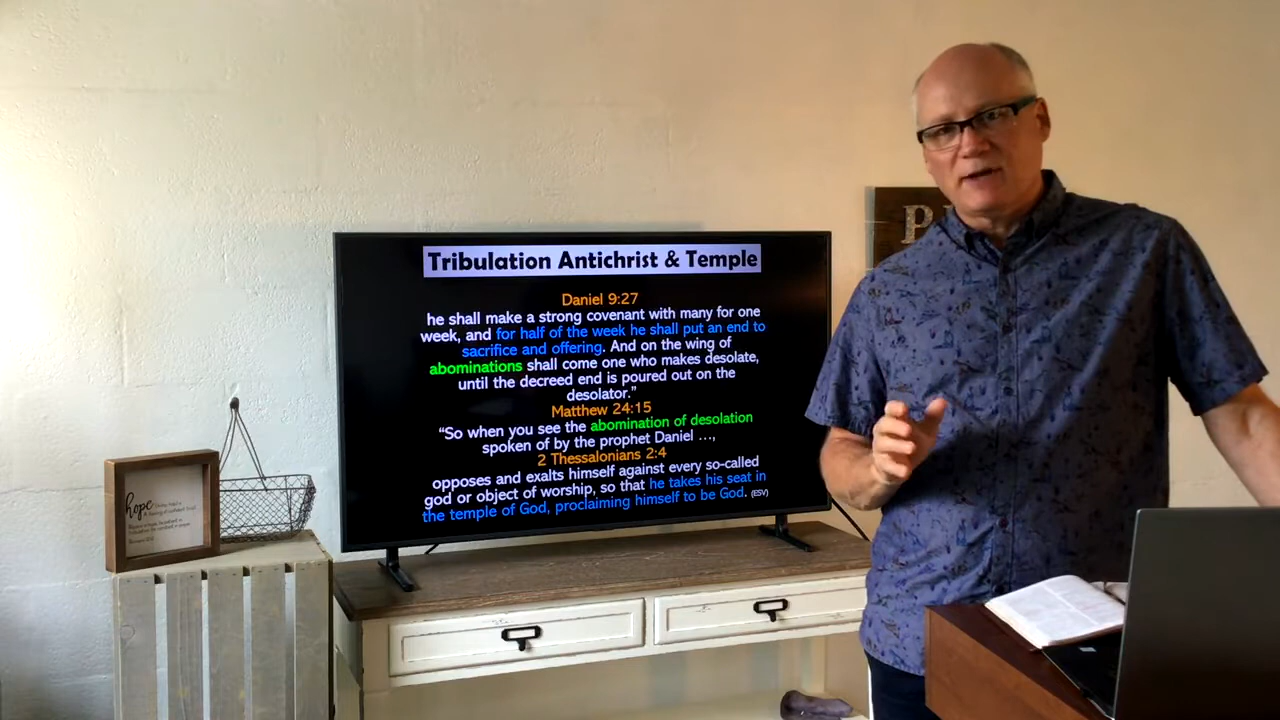 Tribulation Antichrist & Temple
Daniel 9:27
he shall make a strong covenant with many for one
week, and for half of the week he shall put an end to
sacrifice and offering. And on the wing of
abominations shall come one who makes desolate,
until the decreed end is poured out on the
desolator.”
Matthew 24:15
“So when you see the abomination of desolation
spoken of by the prophet Daniel …,
2 Thessalonians 2:4
opposes and exalts himself against every so-called
god or object of worship, so that he takes his seat in
the temple of God, proclaiming himself to be God. (ESV)
hope